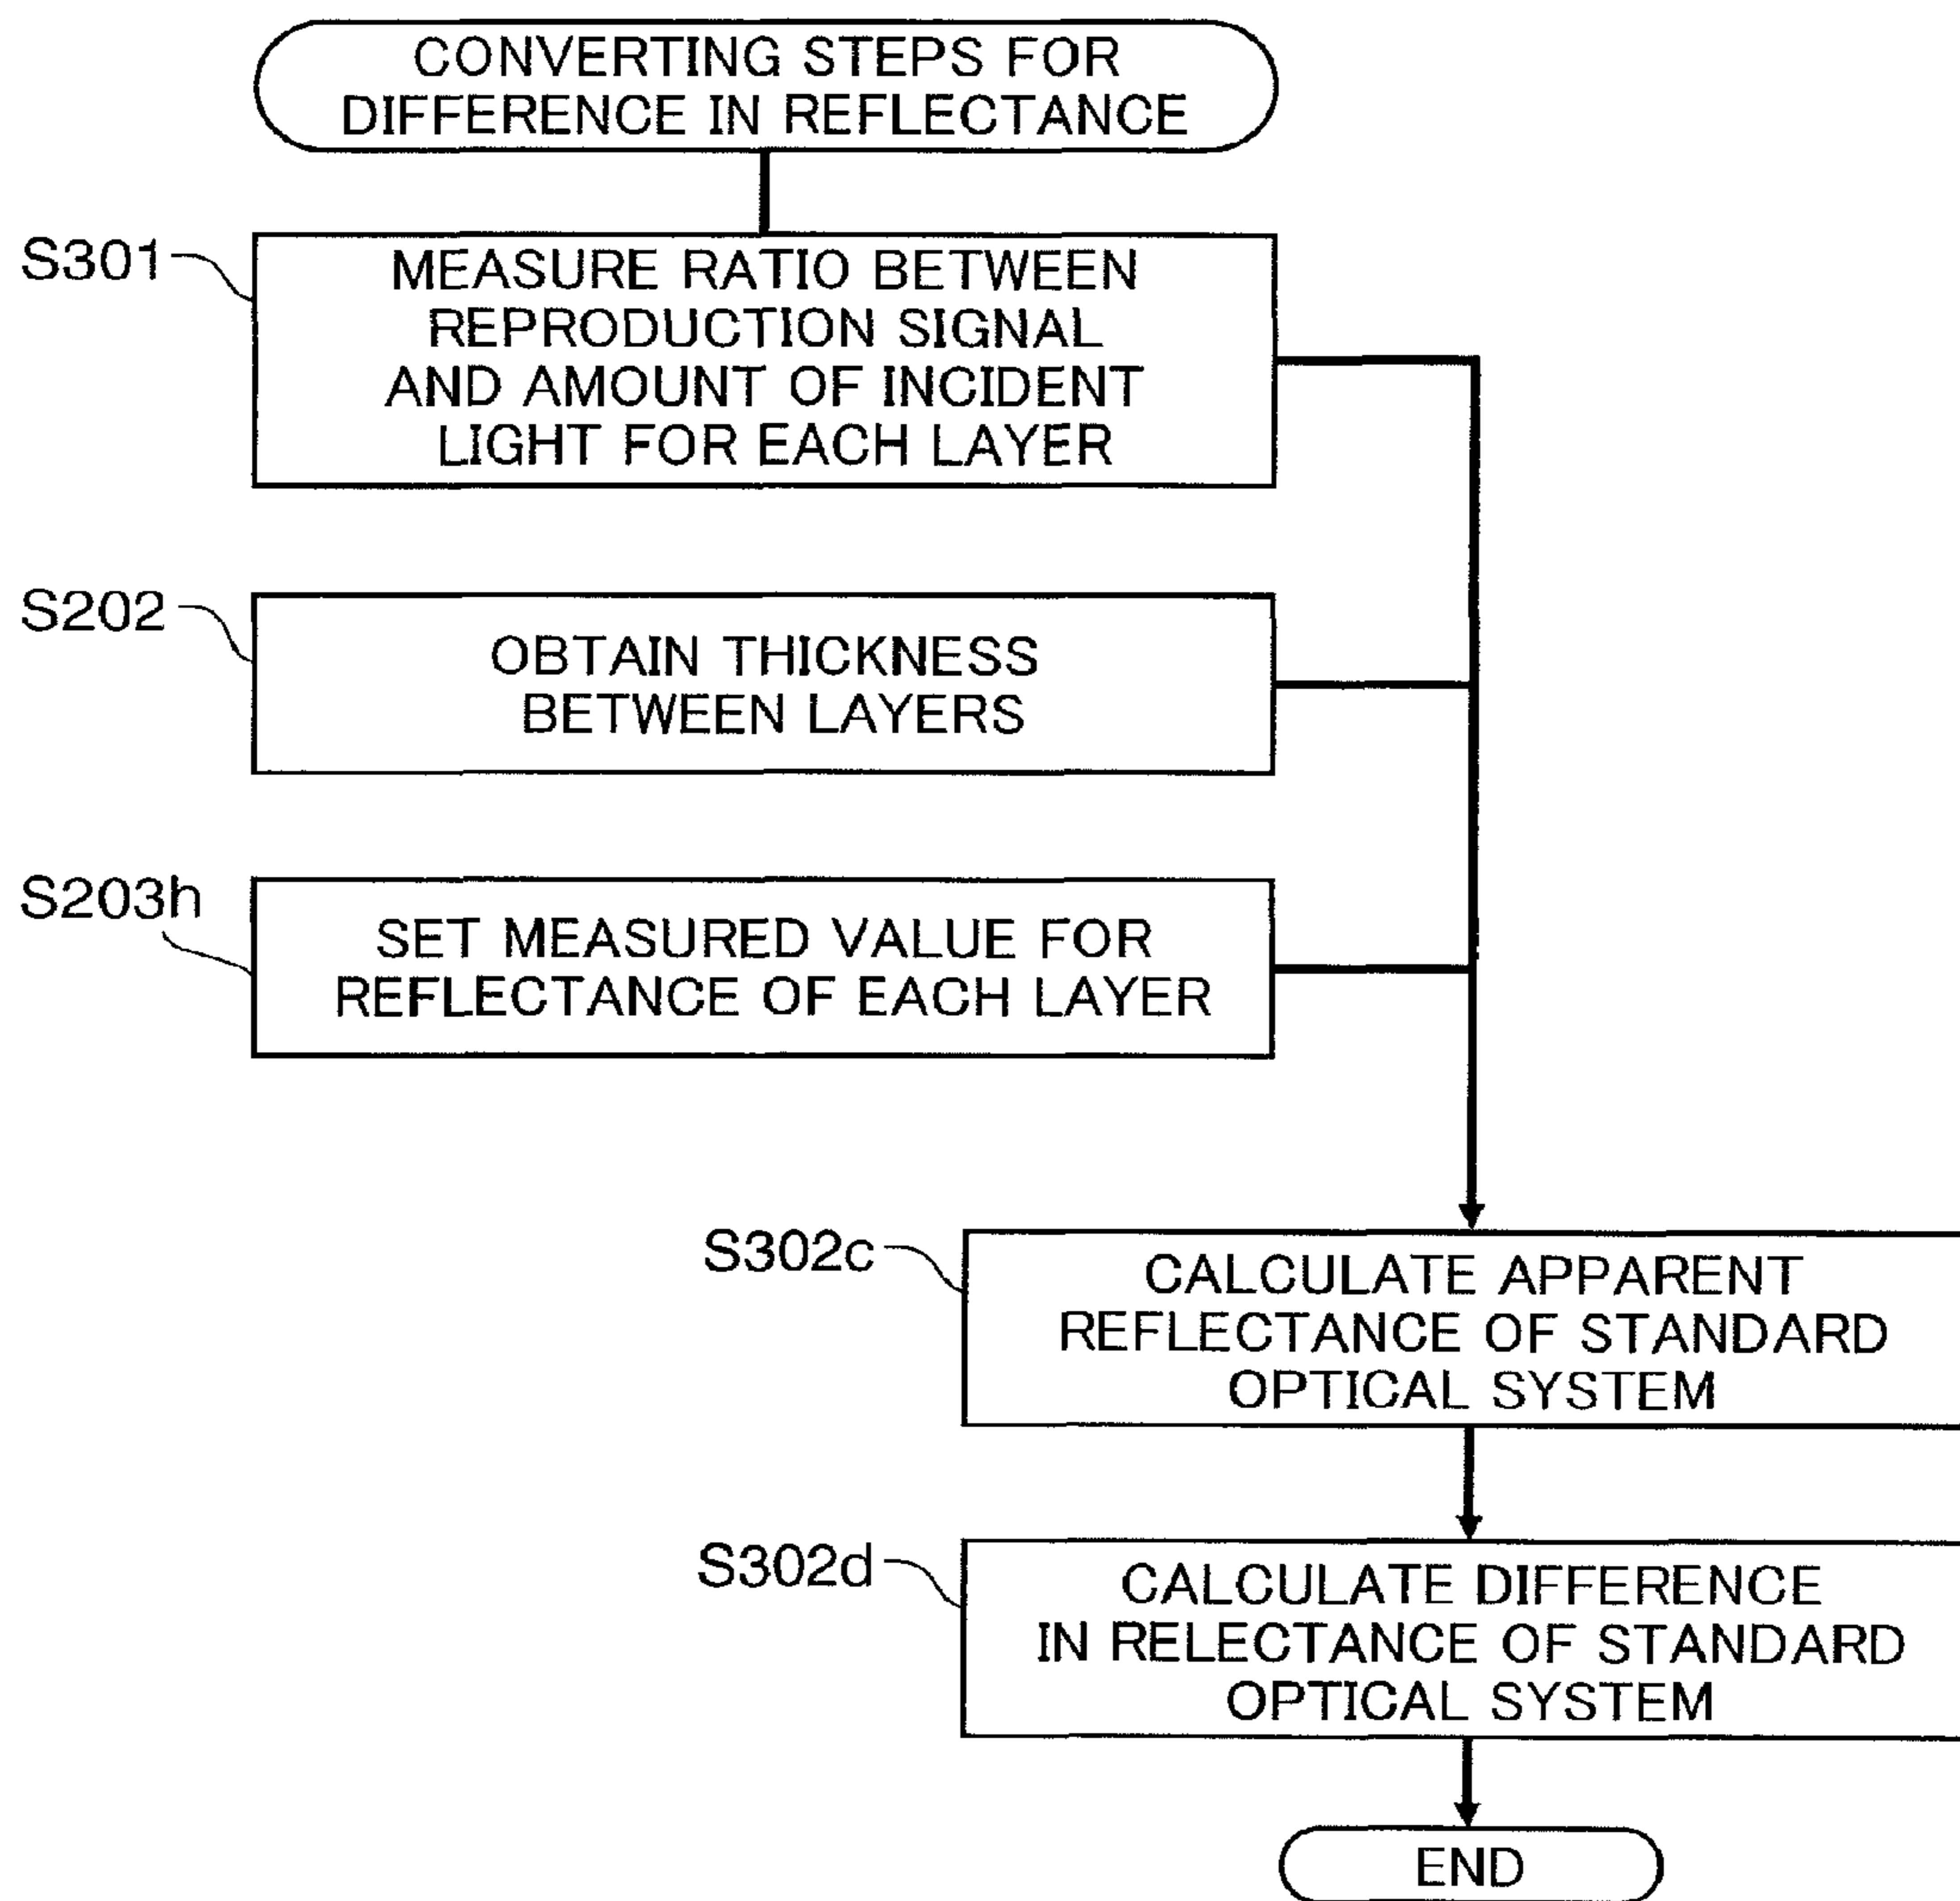 CONVERTING STEPS FOR
DIFFERENCE IN REFLECTANCE
S301
MEASURE RATIO BETWEEN
REPRODUCTION SIGNAL
AND AMOUNT OF INCIDENT
LIGHT FOR EACH LAYER
S202
OBTAIN THICKNESS
BETWEEN LAYERS
S203h
SET MEASURED VALUE FOR
REFLECTANCE OF EACH LAYER
S302c
CALCULATE APPARENT
REFLECTANCE OF STANDARD
OPTICAL SYSTEM
S302d
CALCULATE DIFFERENCE
IN RELECTANCE OF STANDARD
OPTICAL SYSTEM
END